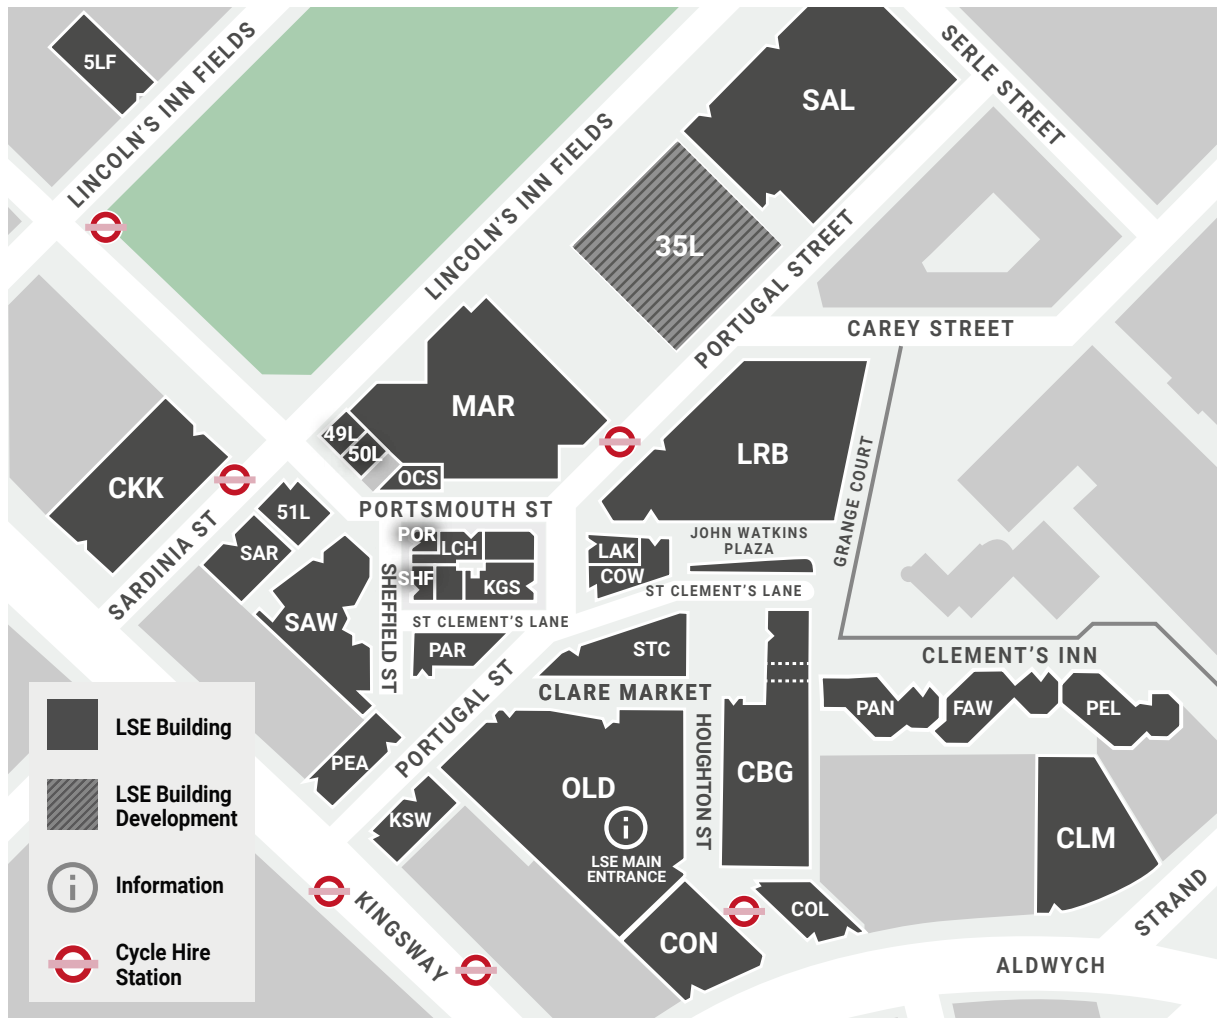 5LF
LINCOLN'S INN FIELDS
SAL
SERLE STREET
LINCOLN'S INN FIELDS
35L
PORTUGAL STREET
CAREY STREET
MAR
49L
50L
OCS
LRB
GRANGE COURT
CKK
SARDINIA ST
51L
SAR
SAW
PORTSMOUTH ST
POR
LCH
SHF
KGS
SHEFFIELD ST
LAK
COW
JOHN WATKINS
PLAZA
ST CLEMENT'S LANE
ST CLEMENT'S LANE
PAR
STC
CLARE MARKET
CLEMENT'S INN
PAN
FAW
PEL
PORTUGAL ST
PEA
KSW
OLD
LSE MAIN
ENTRANCE
HOUGHTON ST
CBG
CLM
COL
CON
KINGSWAY
STRAND
ALDWYCH
LSE Building
LSE Building
Development
Information
Cycle Hire
Station